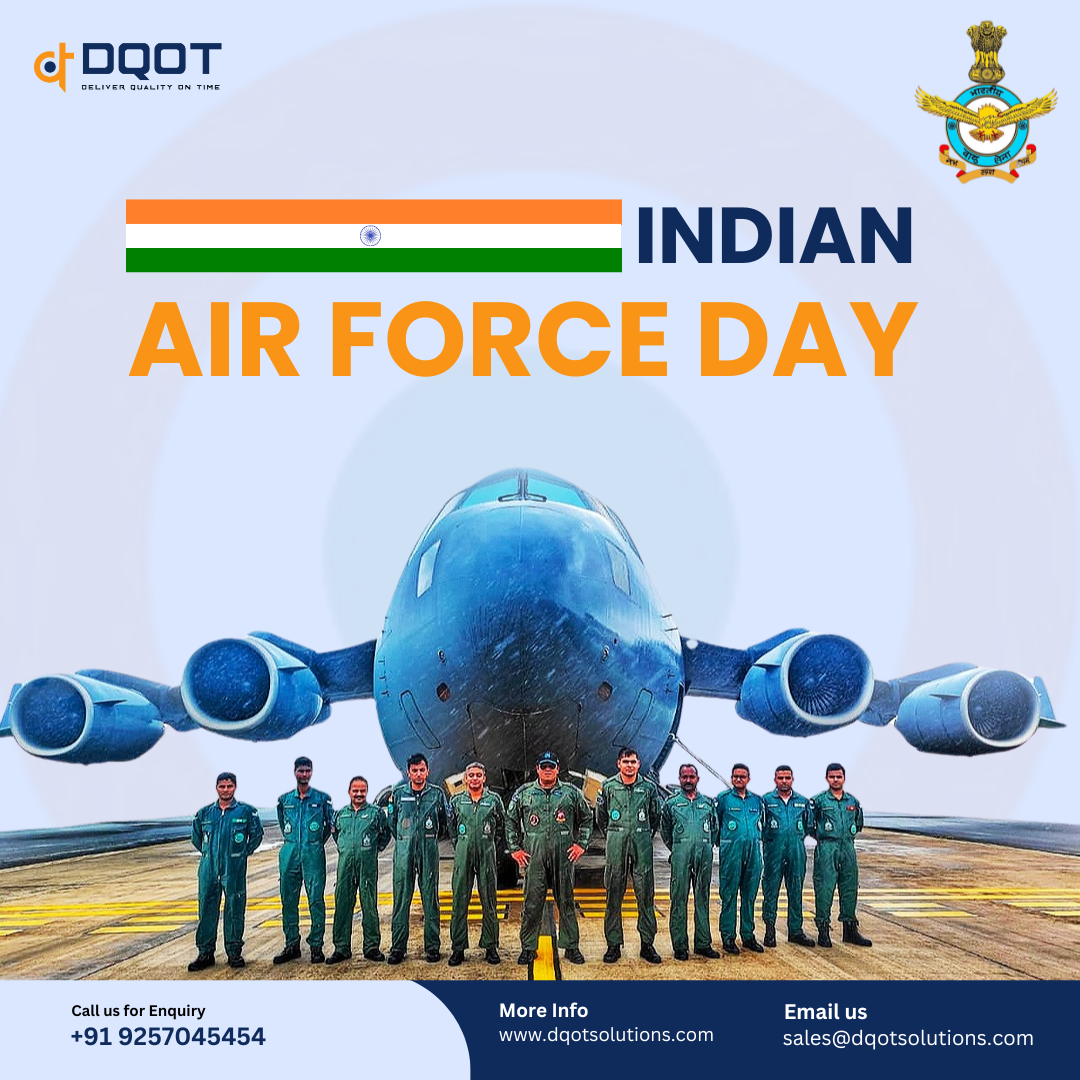 DQOT
DELIVER QUALITY ON TIME
भारतीय
वायु सेना
INDIAN
AIR FORCE DAY
Call us for Enquiry
+91 9257045454
More Info
www.dqotsolutions.com
Email us
sales@dqotsolutions.com